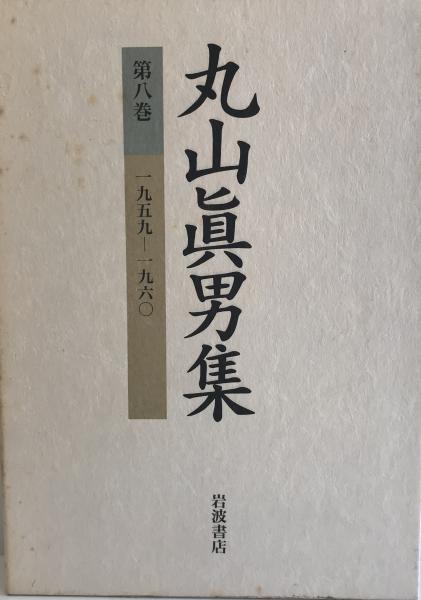 丸山眞男集
第八巻
一九五九―一九六〇
岩波書店